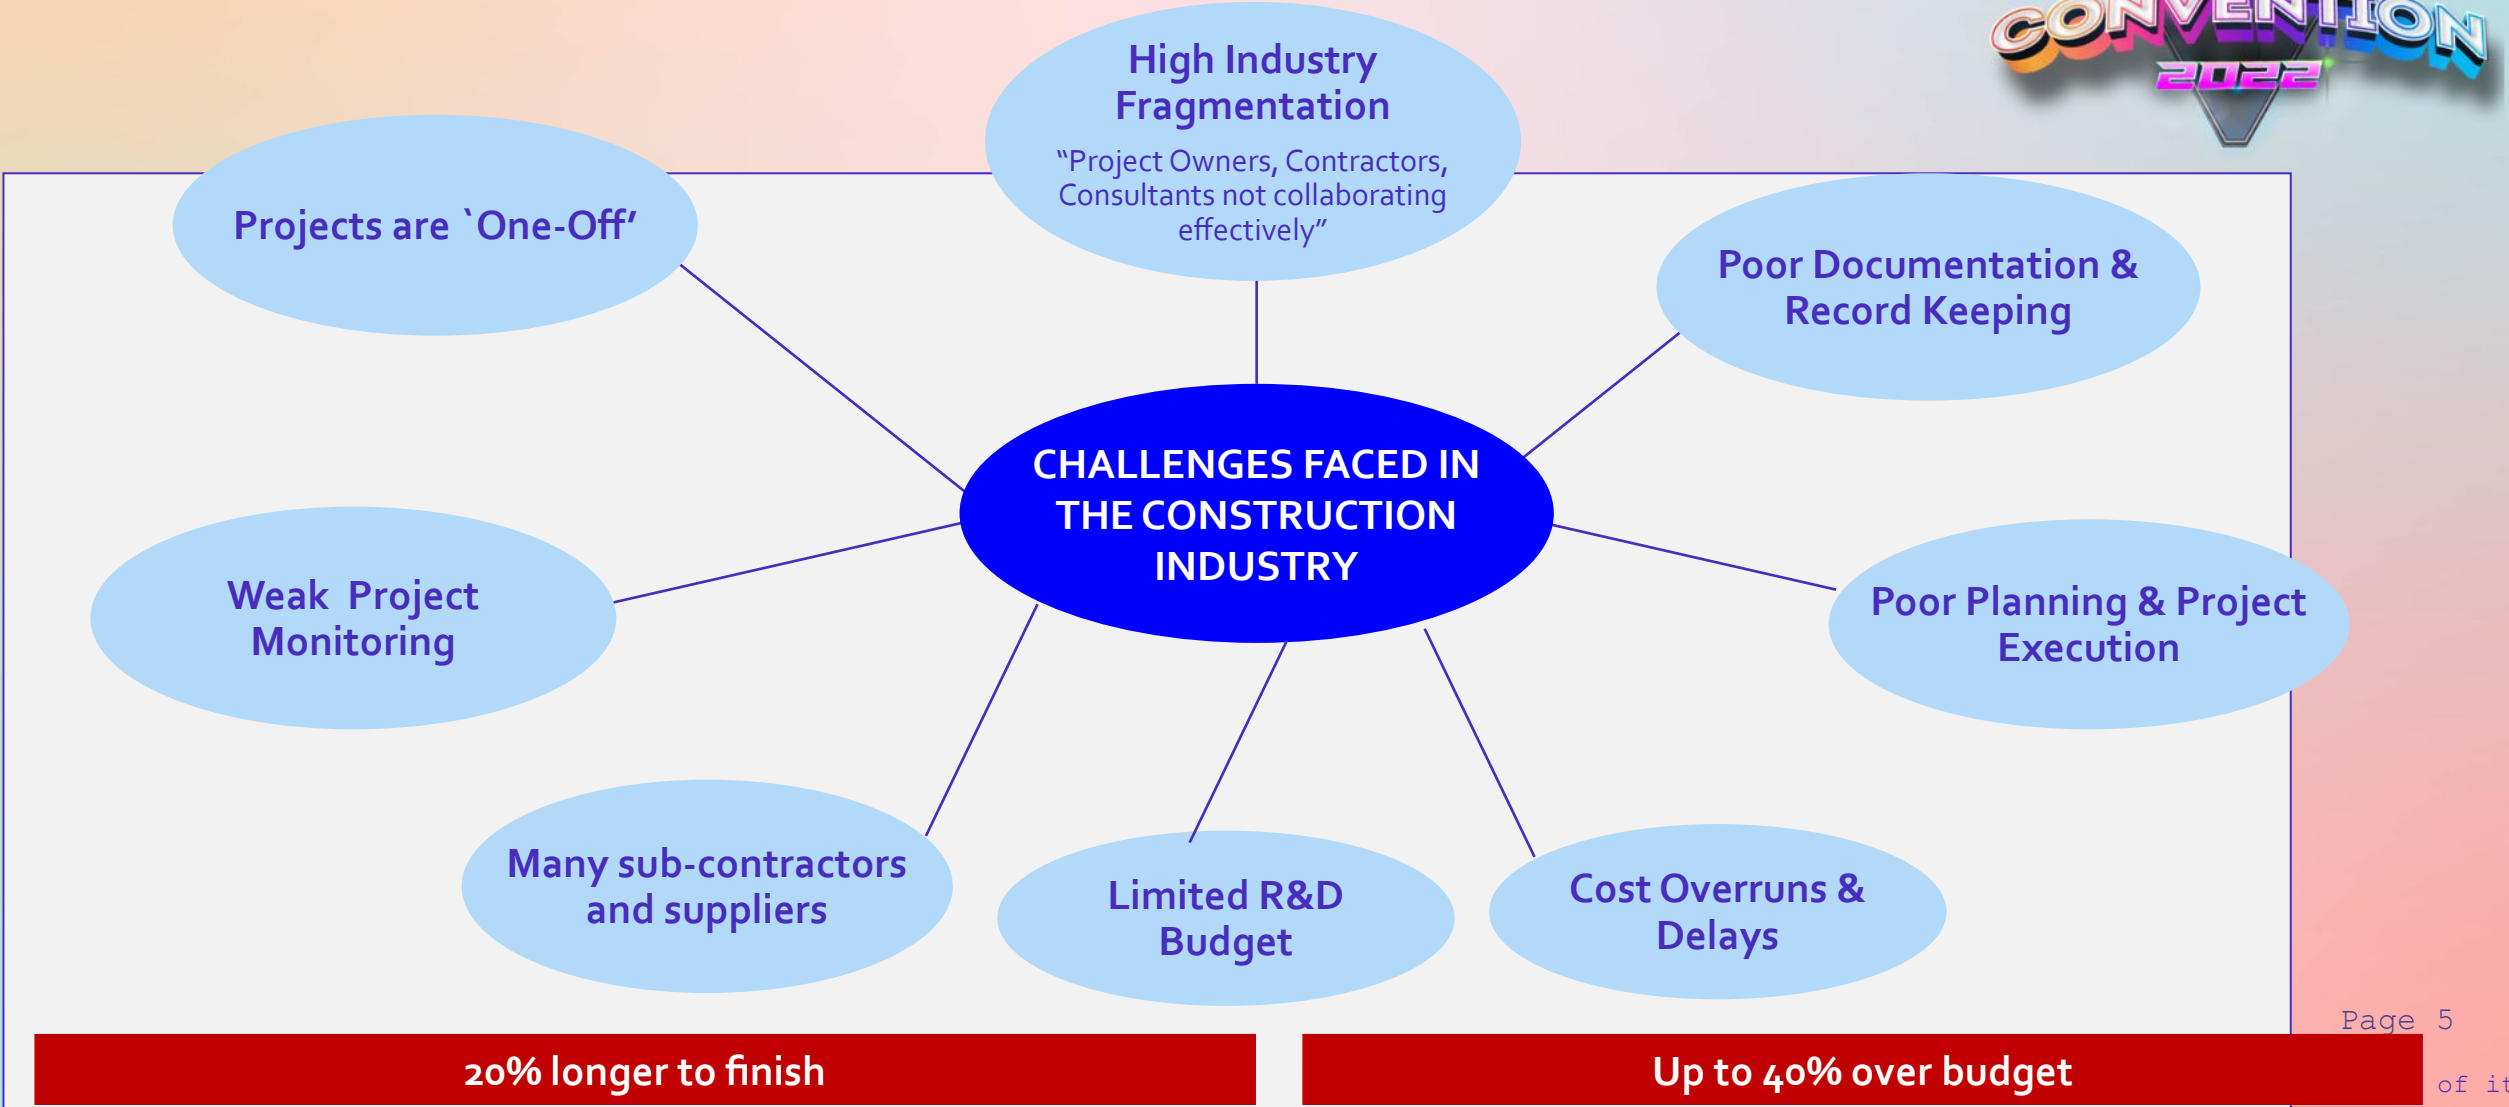 CONVENTION
2022
High Industry
Fragmentation
“Project Owners, Contractors,
Consultants not collaborating
effectively”
Projects are `One-Off’
Poor Documentation &
Record Keeping
CHALLENGES FACED IN
THE CONSTRUCTION
INDUSTRY
Weak  Project
Monitoring
Poor Planning & Project
Execution
Many sub-contractors
and suppliers
Limited R&D
Budget
Cost Overruns &
Delays
Page 5
20% longer to finish
Up to 40% over budget
of it